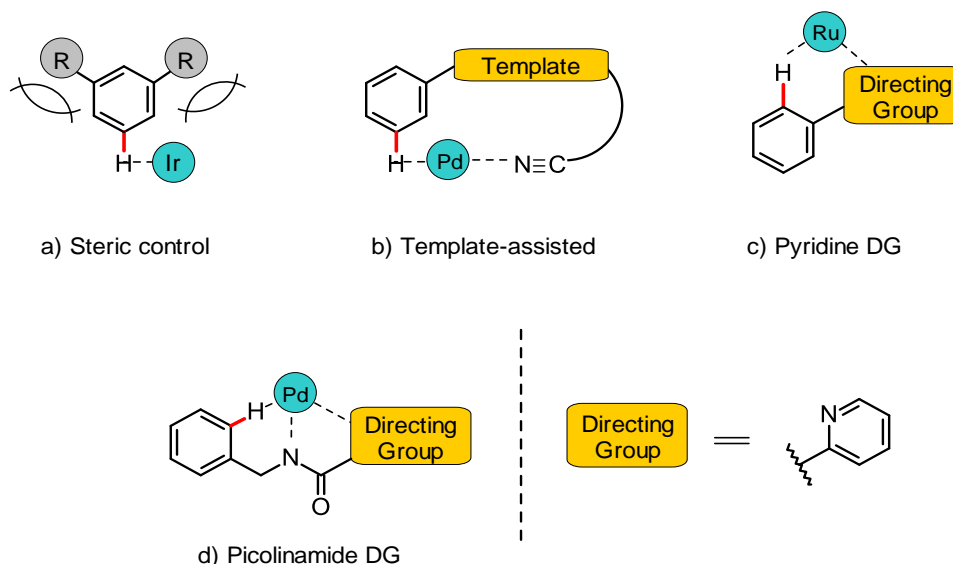 R
R
H
Ir
a) Steric control
Template
H
Pd
N≡C
b) Template-assisted
Ru
H
Directing
Group
c) Pyridine DG
H
Pd
N
O
Directing
Group
d) Picolinamide DG
Directing
Group
N